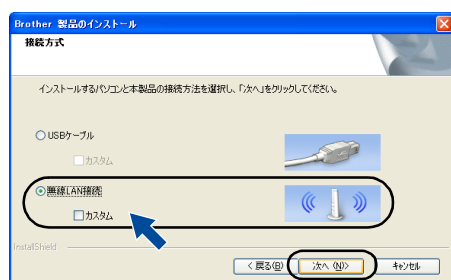 Brother 製品のインストール
接続方式
インストールするパソコンと本製品の接続方法を選択し、「次へ」をクリックしてください。
USBケーブル
カスタム
無線LAN接続
カスタム
InstallShield
< 戻る(B)
次へ (N)>
キャンセル